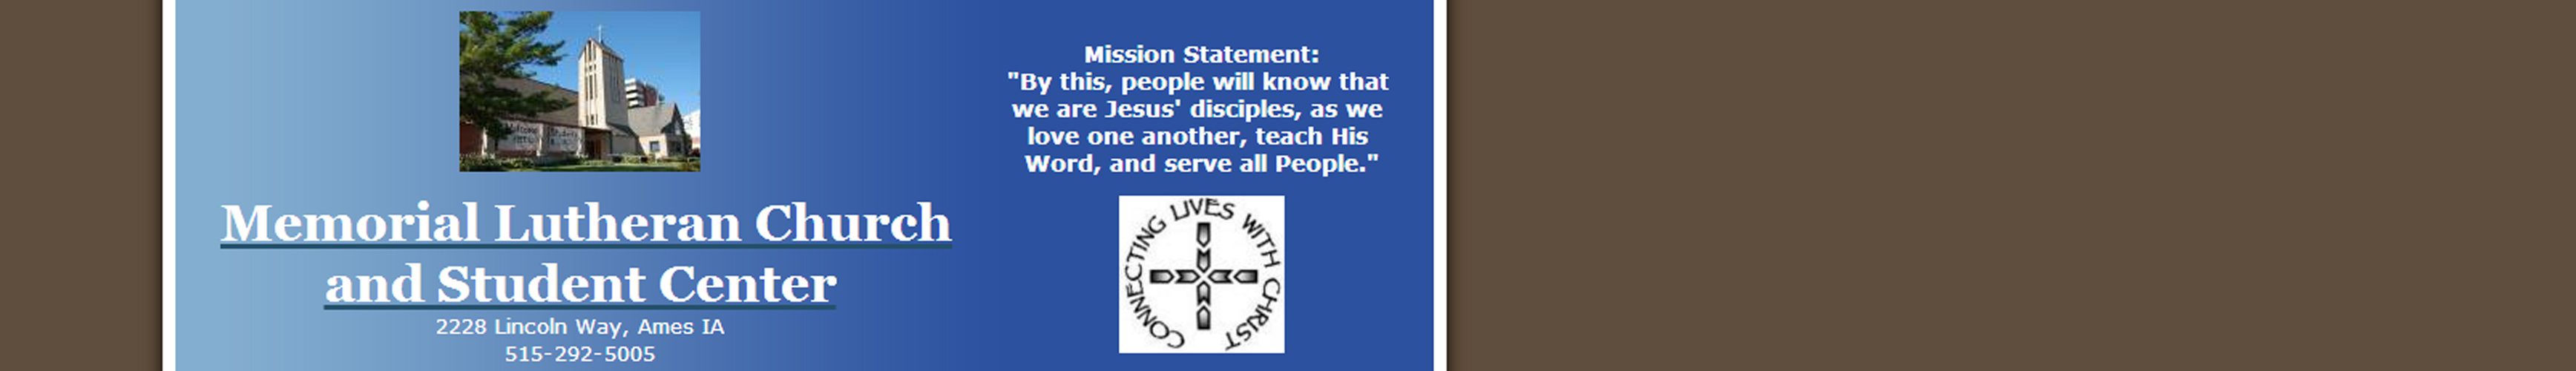 Memorial Lutheran Church
and Student Center
2228 Lincoln Way, Ames IA
515-292-5005
Mission Statement:
"By this, people will know that
we are Jesus' disciples, as we
love one another, teach His
Word, and serve all People."
CONNECTING LIVES WITH CHRIST